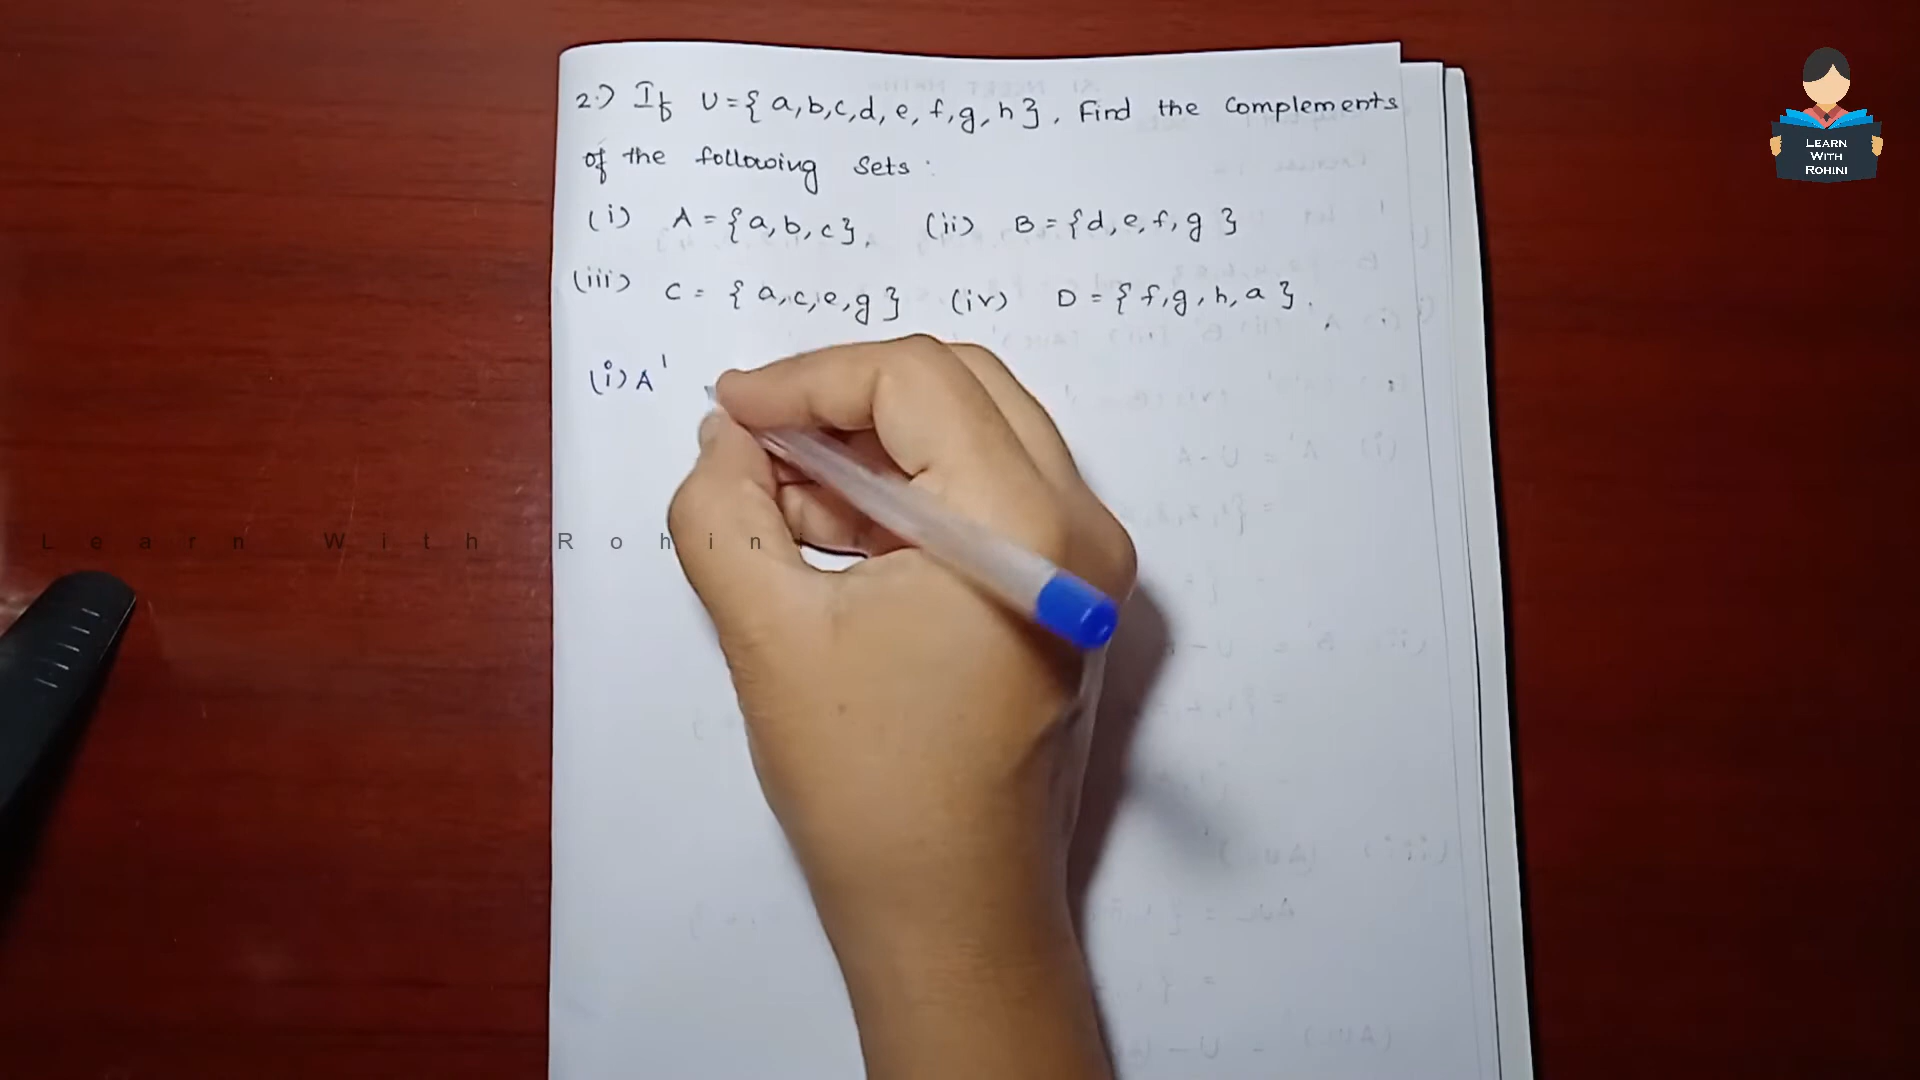 2.) If U={ a,b,c,d,e,f,g,h}, Find the Complements
of the following Sets :
(i) A={a,b,c}, (ii) B={d,e,f,g }
(iii) C = { a,c,e,g} (iv) D = { f,g,h,a } .
(i) A'
LEARN
With
ROHINI
Learn With Rohini